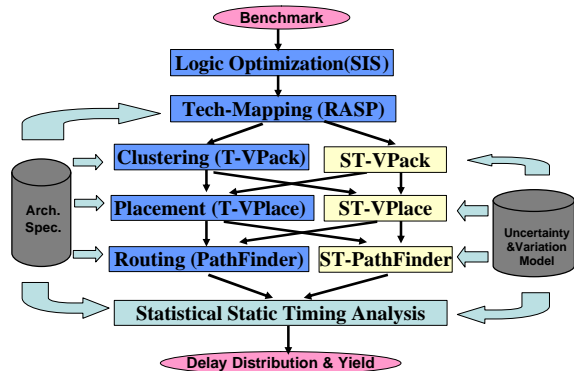 Benchmark
Logic Optimization(SIS)
Tech-Mapping (RASP)
Clustering (T-VPack)
ST-VPack
Placement (T-VPlace)
ST-VPlace
Routing (PathFinder)
ST-PathFinder
Arch.
Spec.
Uncertainty
&Variation
Model
Statistical Static Timing Analysis
Delay Distribution & Yield